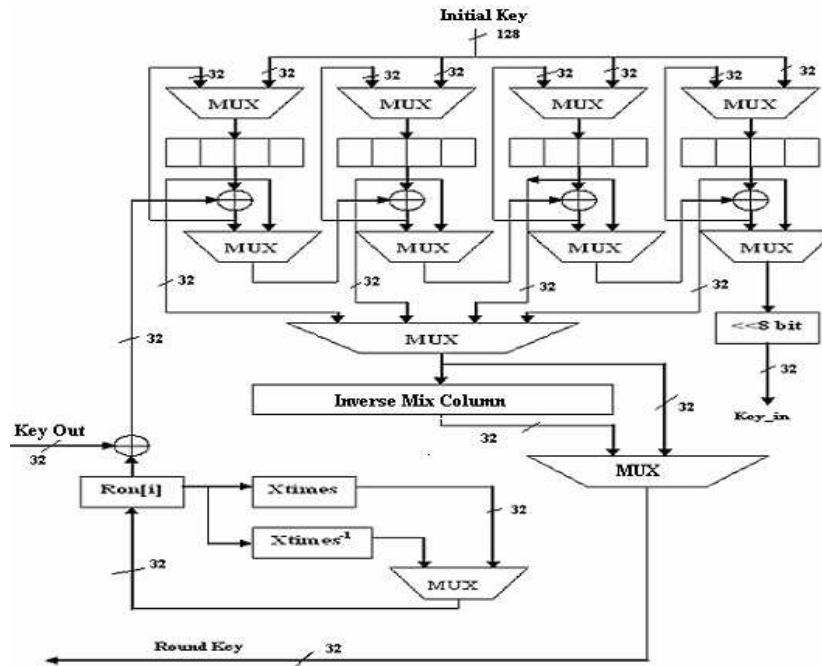 Initial Key
128
32 32 32 32 32 32 32 32
MUX MUX MUX MUX
MUX MUX MUX MUX
32 32 32 32
MUX
<<8 bit
32
32
Inverse Mix Column
32
Key_in
Key Out
32
32
MUX
Ron[i]
Xtimes
32
Xtimes-1
32
MUX
Round Key
32